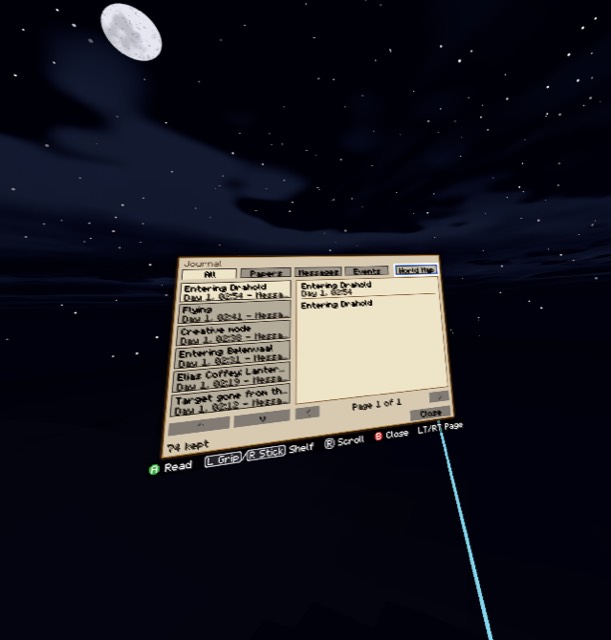 Journal
All Papers Messages Events World Map
Entering Drahold
Day 1, 02:54 - Messa..
Flying
Day 1, 02:41 - Messa..
Creative mode
Day 1, 02:38 - Messa..
Entering Belenvaal
Day 1, 02:31 - Messa..
Elias Coffey: Lanter..
Day 1, 02:19 - Messa..
Target gone from th..
Day 1, 02:12 - Messa..
Entering Drahold
Day 1, 02:54
Entering Drahold
^ v < Page 1 of 1 >
74 kept
Close
A Read L Grip/R Stick Shelf R Scroll B Close LT/RT Page